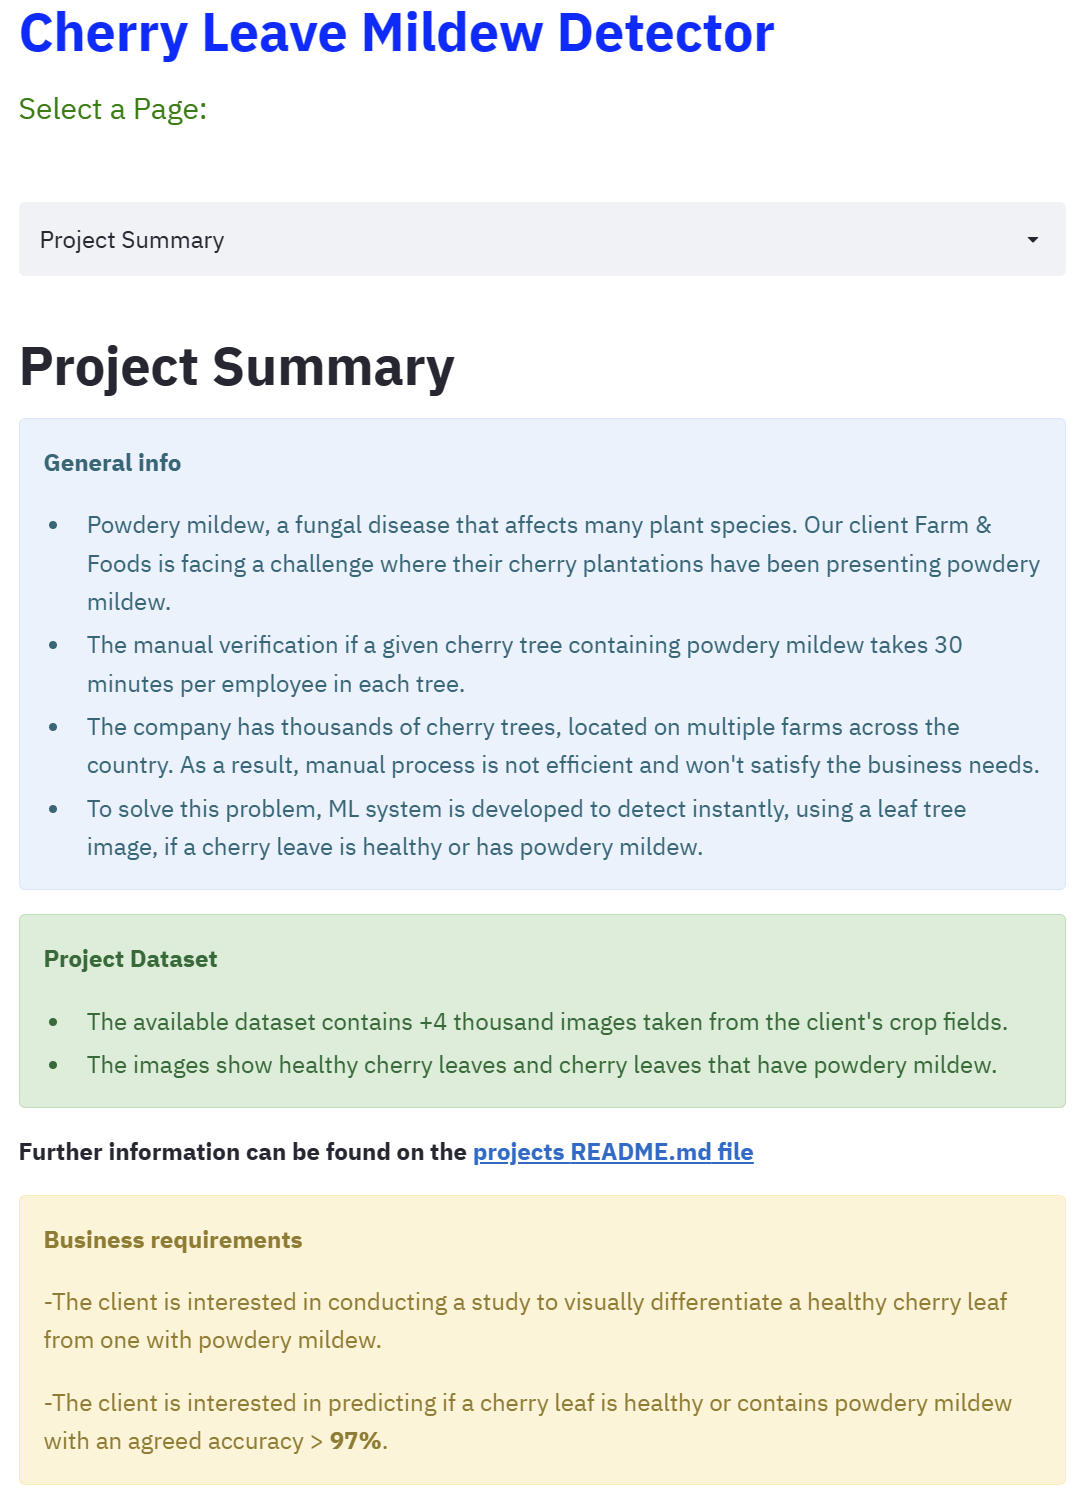 Cherry Leave Mildew Detector
Select a Page:
Project Summary
Project Summary
General info
• Powdery mildew, a fungal disease that affects many plant species. Our client Farm &
Foods is facing a challenge where their cherry plantations have been presenting powdery
mildew.
• The manual verification if a given cherry tree containing powdery mildew takes 30
minutes per employee in each tree.
• The company has thousands of cherry trees, located on multiple farms across the
country. As a result, manual process is not efficient and won't satisfy the business needs.
• To solve this problem, ML system is developed to detect instantly, using a leaf tree
image, if a cherry leave is healthy or has powdery mildew.
Project Dataset
• The available dataset contains +4 thousand images taken from the client's crop fields.
• The images show healthy cherry leaves and cherry leaves that have powdery mildew.
Further information can be found on the projects README.md file
Business requirements
-The client is interested in conducting a study to visually differentiate a healthy cherry leaf
from one with powdery mildew.
-The client is interested in predicting if a cherry leaf is healthy or contains powdery mildew
with an agreed accuracy > 97%.